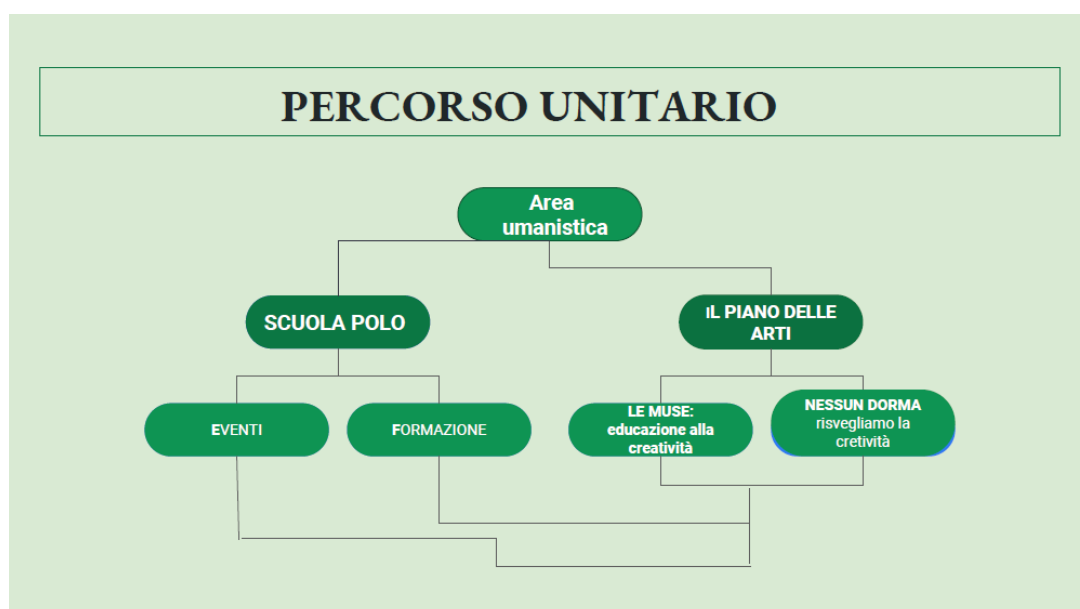 PERCORSO UNITARIO
Area
umanistica
SCUOLA POLO
IL PIANO DELLE
ARTI
EVENTI
FORMAZIONE
LE MUSE:
educazione alla
creatività
NESSUN DORMA
risvegliamo la
cretività